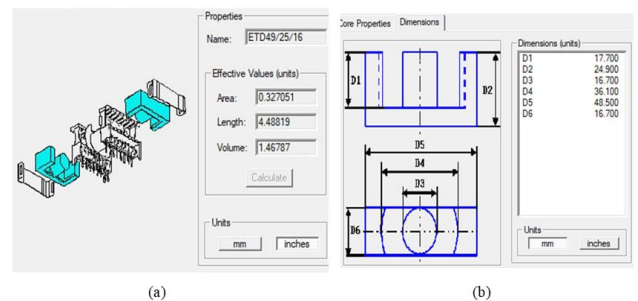 Properties
Name: ETD49/25/16
Effective Values (units)
Area: 0.327051
Length: 4.48819
Volume: 1.46787
Calculate
Units
mm inches
(a)
Core Properties Dimensions
D1
D2
D5
D4
D3
D6
Dimensions (units)
D1 17.700
D2 24.900
D3 16.700
D4 36.100
D5 48.500
D6 16.700
Units
mm inches
(b)